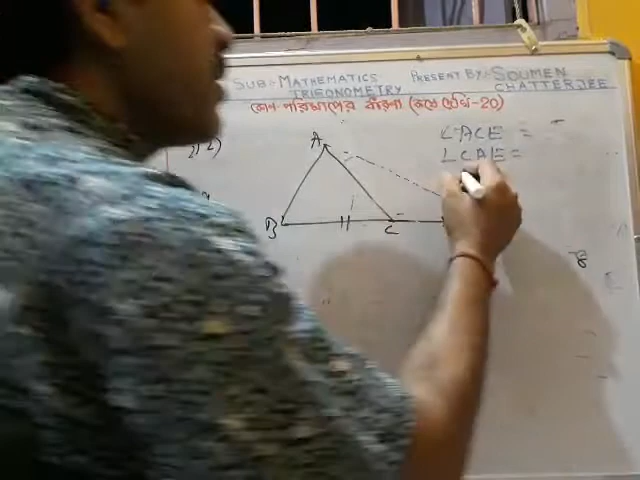 SUB:- MATHEMATICS PRESENT BY:- SOUMEN CHATTERJEE
TRIGONOMETRY
কোণ পরিমাপের ধারণা (কষে দেখি-20)
∠ACE =
∠CAE =
A
B
C